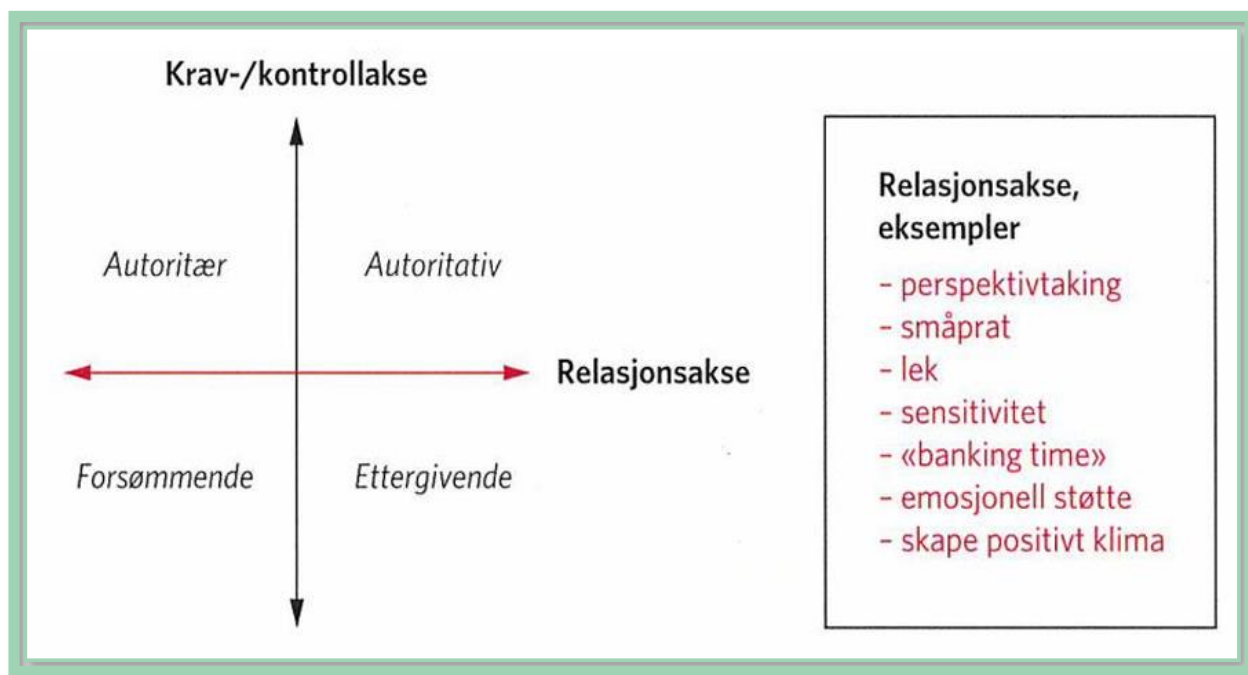 Krav-/kontrollakse
Autoritær
Autoritativ
Relasjonsakse
Forsømmende
Ettergivende
Relasjonsakse,
eksempler
– perspektivtaking
– småprat
– lek
– sensitivitet
– «banking time»
– emosjonell støtte
– skape positivt klima